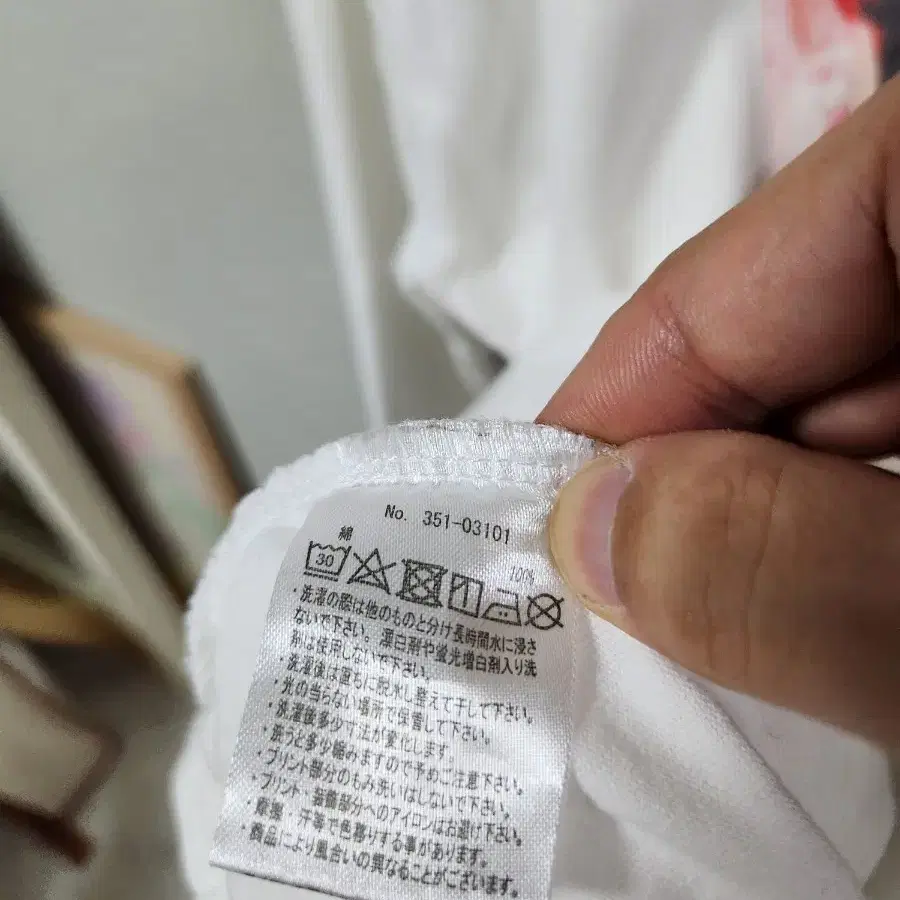 No. 351-03101
綿 100%
30
・洗濯の際は他のものと分け長時間水に浸さ
ないで下さい。漂白剤や蛍光増白剤入り洗
剤は使用しないで下さい。
・洗濯後は直ちに脱水し整えて干して下さい。
・光の当らない場所で保管して下さい。
・洗濯後多少寸法が変化します。
・洗うと多少縮みますので予めご注意下さい。
・プリント部分のもみ洗いはしないで下さい。
・プリント・装飾部分へのアイロンはお避け下さい。
・摩擦・汗等で色移りする事があります。
・商品により風合いの異なることがございます。